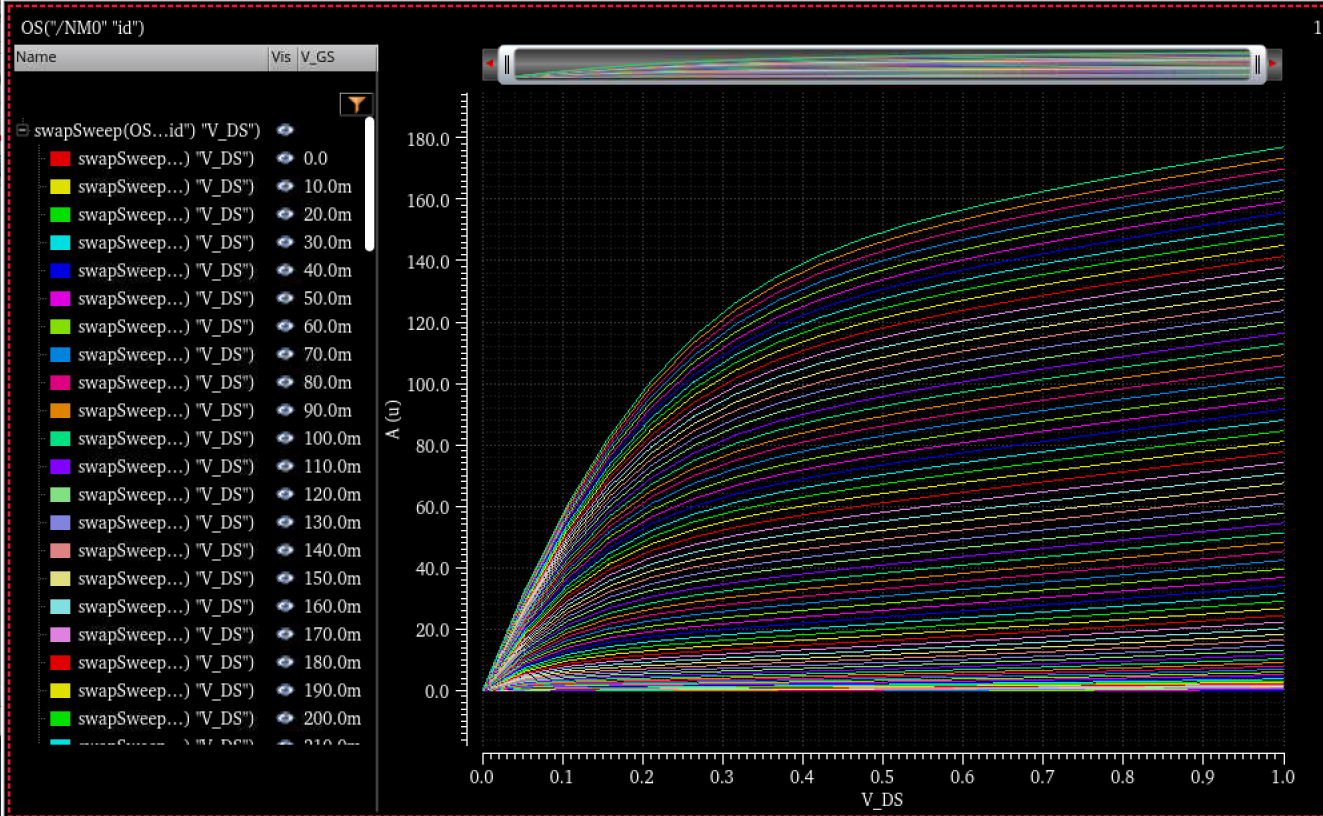 OS("/NM0" "id")
1
Name Vis V_GS
swapSweep(OS...id") "V_DS")
swapSweep...) "V_DS") 0.0
swapSweep...) "V_DS") 10.0m
swapSweep...) "V_DS") 20.0m
swapSweep...) "V_DS") 30.0m
swapSweep...) "V_DS") 40.0m
swapSweep...) "V_DS") 50.0m
swapSweep...) "V_DS") 60.0m
swapSweep...) "V_DS") 70.0m
swapSweep...) "V_DS") 80.0m
swapSweep...) "V_DS") 90.0m
swapSweep...) "V_DS") 100.0m
swapSweep...) "V_DS") 110.0m
swapSweep...) "V_DS") 120.0m
swapSweep...) "V_DS") 130.0m
swapSweep...) "V_DS") 140.0m
swapSweep...) "V_DS") 150.0m
swapSweep...) "V_DS") 160.0m
swapSweep...) "V_DS") 170.0m
swapSweep...) "V_DS") 180.0m
swapSweep...) "V_DS") 190.0m
swapSweep...) "V_DS") 200.0m
A (u)
180.0
160.0
140.0
120.0
100.0
80.0
60.0
40.0
20.0
0.0
0.0 0.1 0.2 0.3 0.4 0.5 0.6 0.7 0.8 0.9 1.0
V_DS